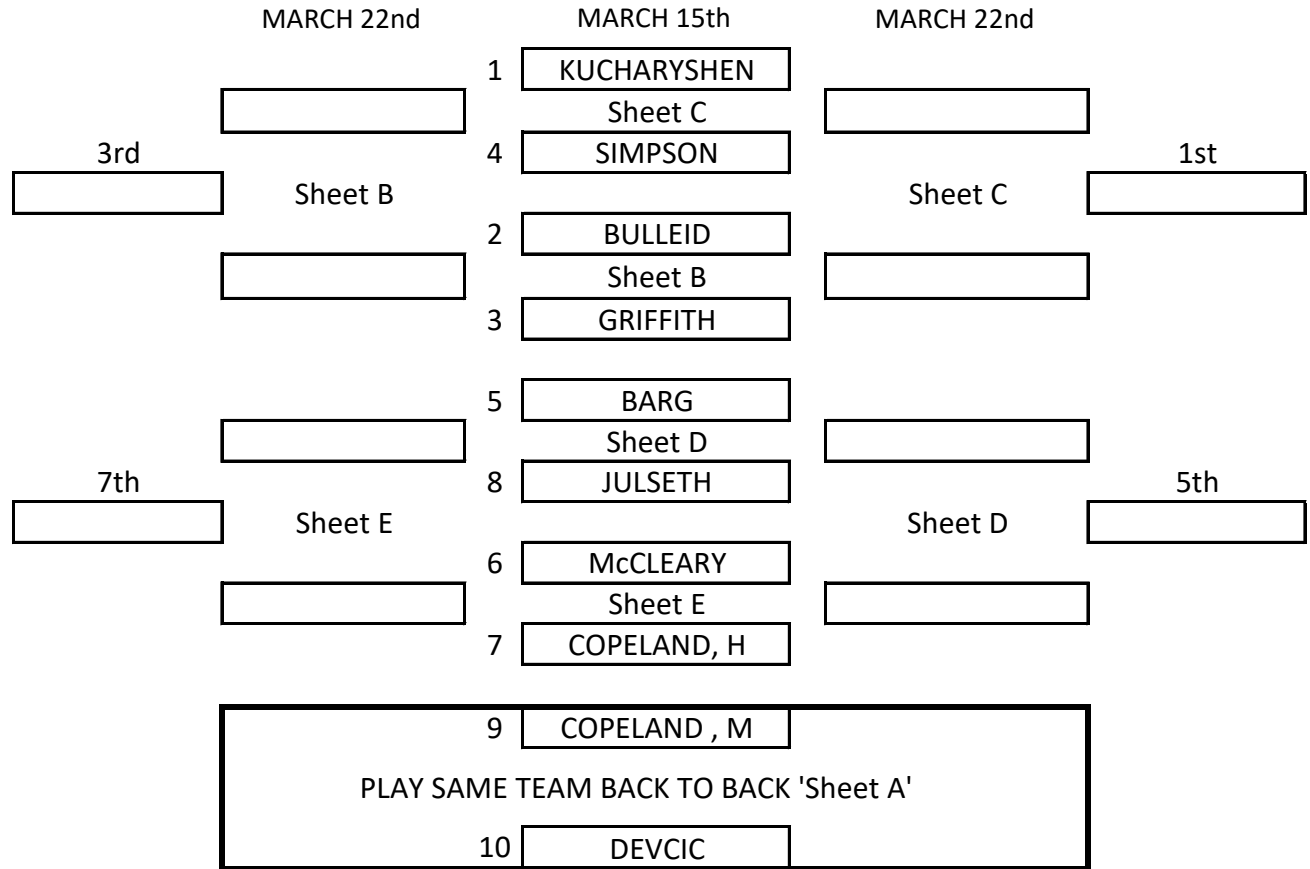 MARCH 22nd MARCH 15th MARCH 22nd
1 KUCHARYSHEN
Sheet C
3rd 4 SIMPSON 1st
Sheet B Sheet C
2 BULLEID
Sheet B
3 GRIFFITH
5 BARG
Sheet D
7th 8 JULSETH 5th
Sheet E Sheet D
6 McCLEARY
Sheet E
7 COPELAND, H
9 COPELAND , M
PLAY SAME TEAM BACK TO BACK 'Sheet A'
10 DEVCIC